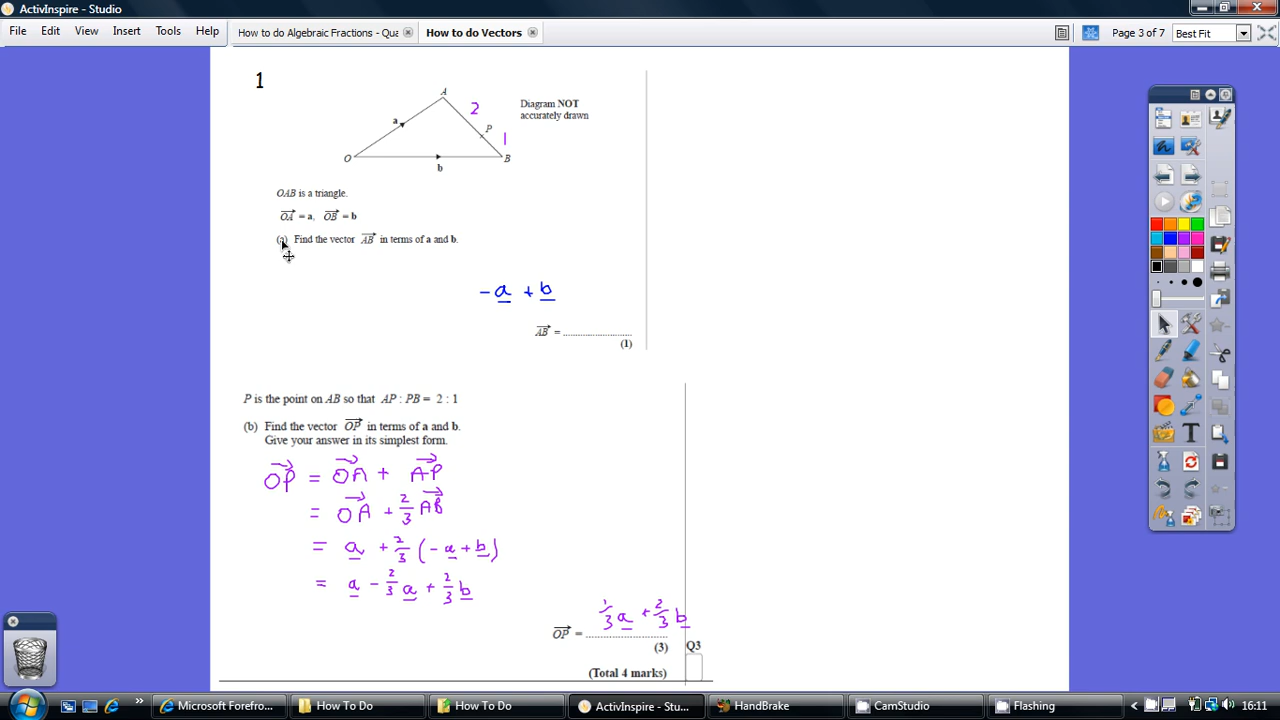 ActivInspire - Studio
File Edit View Insert Tools Help
How to do Algebraic Fractions - Qua
How to do Vectors
Page 3 of 7
Best Fit
1
A
2
Diagram NOT
accurately drawn
a
P
1
O
B
b
OAB is a triangle.
OA = a, OB = b
(a) Find the vector AB in terms of a and b.
-a + b
AB = ..............................
(1)
P is the point on AB so that AP : PB = 2 : 1
(b) Find the vector OP in terms of a and b.
Give your answer in its simplest form.
OP = OA + AP
= OA + 2/3 AB
= a + 2/3 (-a + b)
= a - 2/3 a + 2/3 b
1/3 a + 2/3 b
OP = ..............................
(3)
Q3
(Total 4 marks)
Microsoft Forefro...
How To Do
How To Do
ActivInspire - Stu...
HandBrake
CamStudio
Flashing
16:11